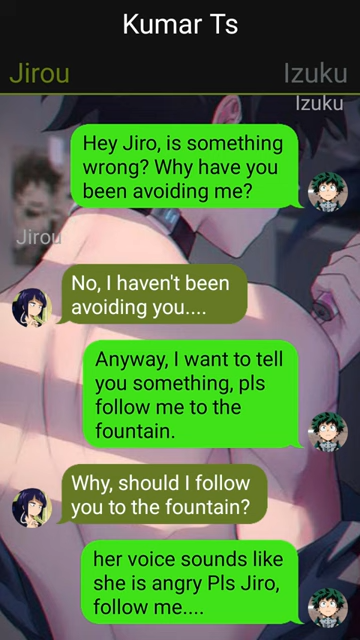 Kumar Ts
Jirou Izuku
Izuku
Hey Jiro, is something
wrong? Why have you
been avoiding me?
Jirou
No, I haven't been
avoiding you....
Anyway, I want to tell
you something, pls
follow me to the
fountain.
Why, should I follow
you to the fountain?
her voice sounds like
she is angry Pls Jiro,
follow me....